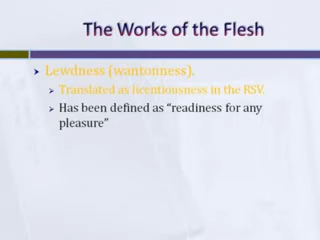 The Works of the Flesh
Lewdness (wantonness).
Translated as licentiousness in the RSV.
Has been defined as “readiness for any
pleasure”